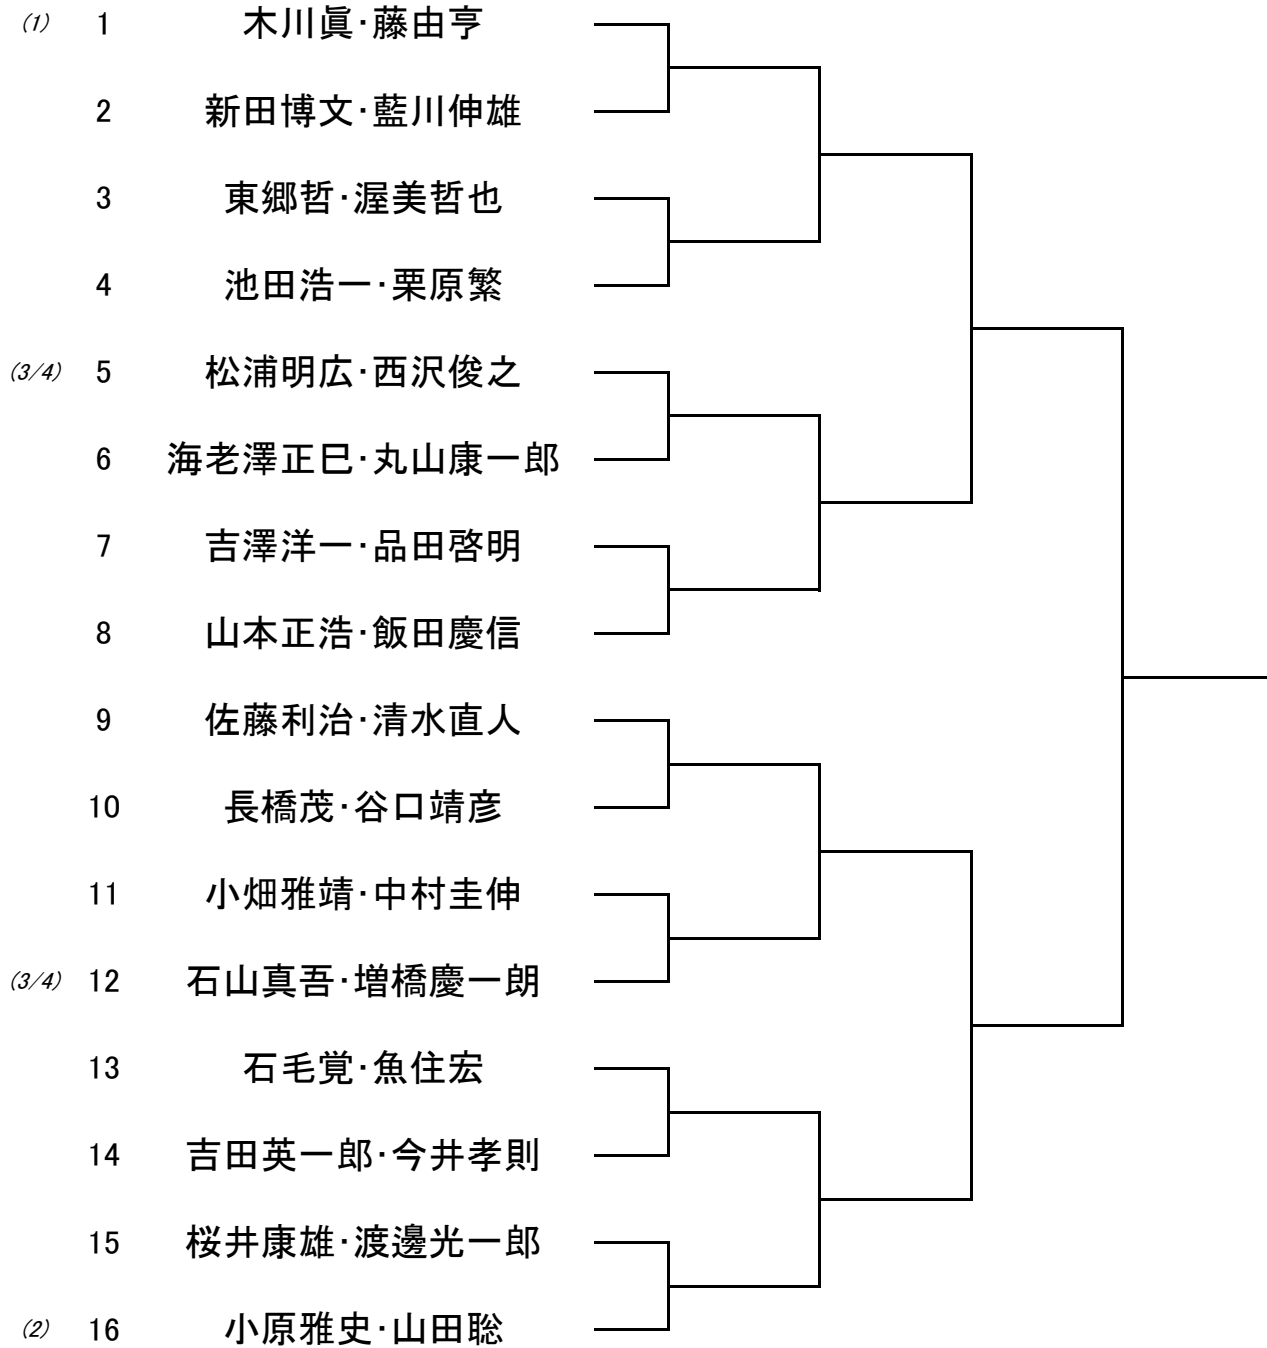 (1) 1 木川眞・藤由亨
2 新田博文・藍川伸雄
3 東郷哲・渥美哲也
4 池田浩一・栗原繁
(3/4) 5 松浦明広・西沢俊之
6 海老澤正巳・丸山康一郎
7 吉澤洋一・品田啓明
8 山本正浩・飯田慶信
9 佐藤利治・清水直人
10 長橋茂・谷口靖彦
11 小畑雅靖・中村圭伸
(3/4) 12 石山真吾・増橋慶一朗
13 石毛覚・魚住宏
14 吉田英一郎・今井孝則
15 桜井康雄・渡邊光一郎
(2) 16 小原雅史・山田聡